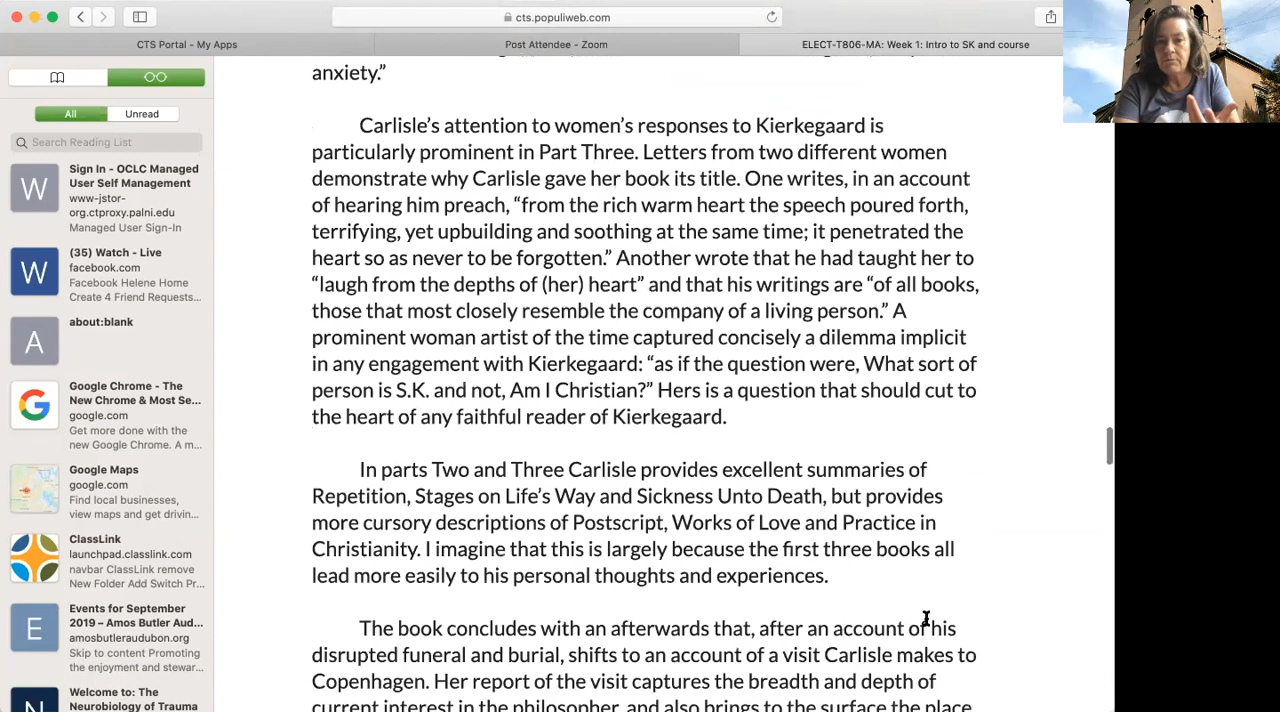 cts.populiweb.com
CTS Portal - My Apps
Post Attendee - Zoom
ELECT-T806-MA: Week 1: Intro to SK and course
All
Unread
Search Reading List
W
Sign In - OCLC Managed
User Self Management
www-jstor-
org.ctproxy.palni.edu
Managed User Sign-In
W
(35) Watch - Live
facebook.com
Facebook Helene Home
Create 4 Friend Requests...
A
about:blank
Google Chrome - The
New Chrome & Most Se...
google.com
Get more done with the
new Google Chrome. A m...
Google Maps
google.com
Find local businesses,
view maps and get drivin...
ClassLink
launchpad.classlink.com
navbar ClassLink remove
New Folder Add Switch Pr...
E
Events for September
2019 – Amos Butler Aud...
amosbutleraudubon.org
Skip to content Promoting
the enjoyment and stewar...
N
Welcome to: The
Neurobiology of Trauma
anxiety.”
Carlisle’s attention to women’s responses to Kierkegaard is
particularly prominent in Part Three. Letters from two different women
demonstrate why Carlisle gave her book its title. One writes, in an account
of hearing him preach, “from the rich warm heart the speech poured forth,
terrifying, yet upbuilding and soothing at the same time; it penetrated the
heart so as never to be forgotten.” Another wrote that he had taught her to
“laugh from the depths of (her) heart” and that his writings are “of all books,
those that most closely resemble the company of a living person.” A
prominent woman artist of the time captured concisely a dilemma implicit
in any engagement with Kierkegaard: “as if the question were, What sort of
person is S.K. and not, Am I Christian?” Hers is a question that should cut to
the heart of any faithful reader of Kierkegaard.
In parts Two and Three Carlisle provides excellent summaries of
Repetition, Stages on Life’s Way and Sickness Unto Death, but provides
more cursory descriptions of Postscript, Works of Love and Practice in
Christianity. I imagine that this is largely because the first three books all
lead more easily to his personal thoughts and experiences.
The book concludes with an afterwards that, after an account of his
disrupted funeral and burial, shifts to an account of a visit Carlisle makes to
Copenhagen. Her report of the visit captures the breadth and depth of
current interest in the philosopher, and also brings to the surface the place